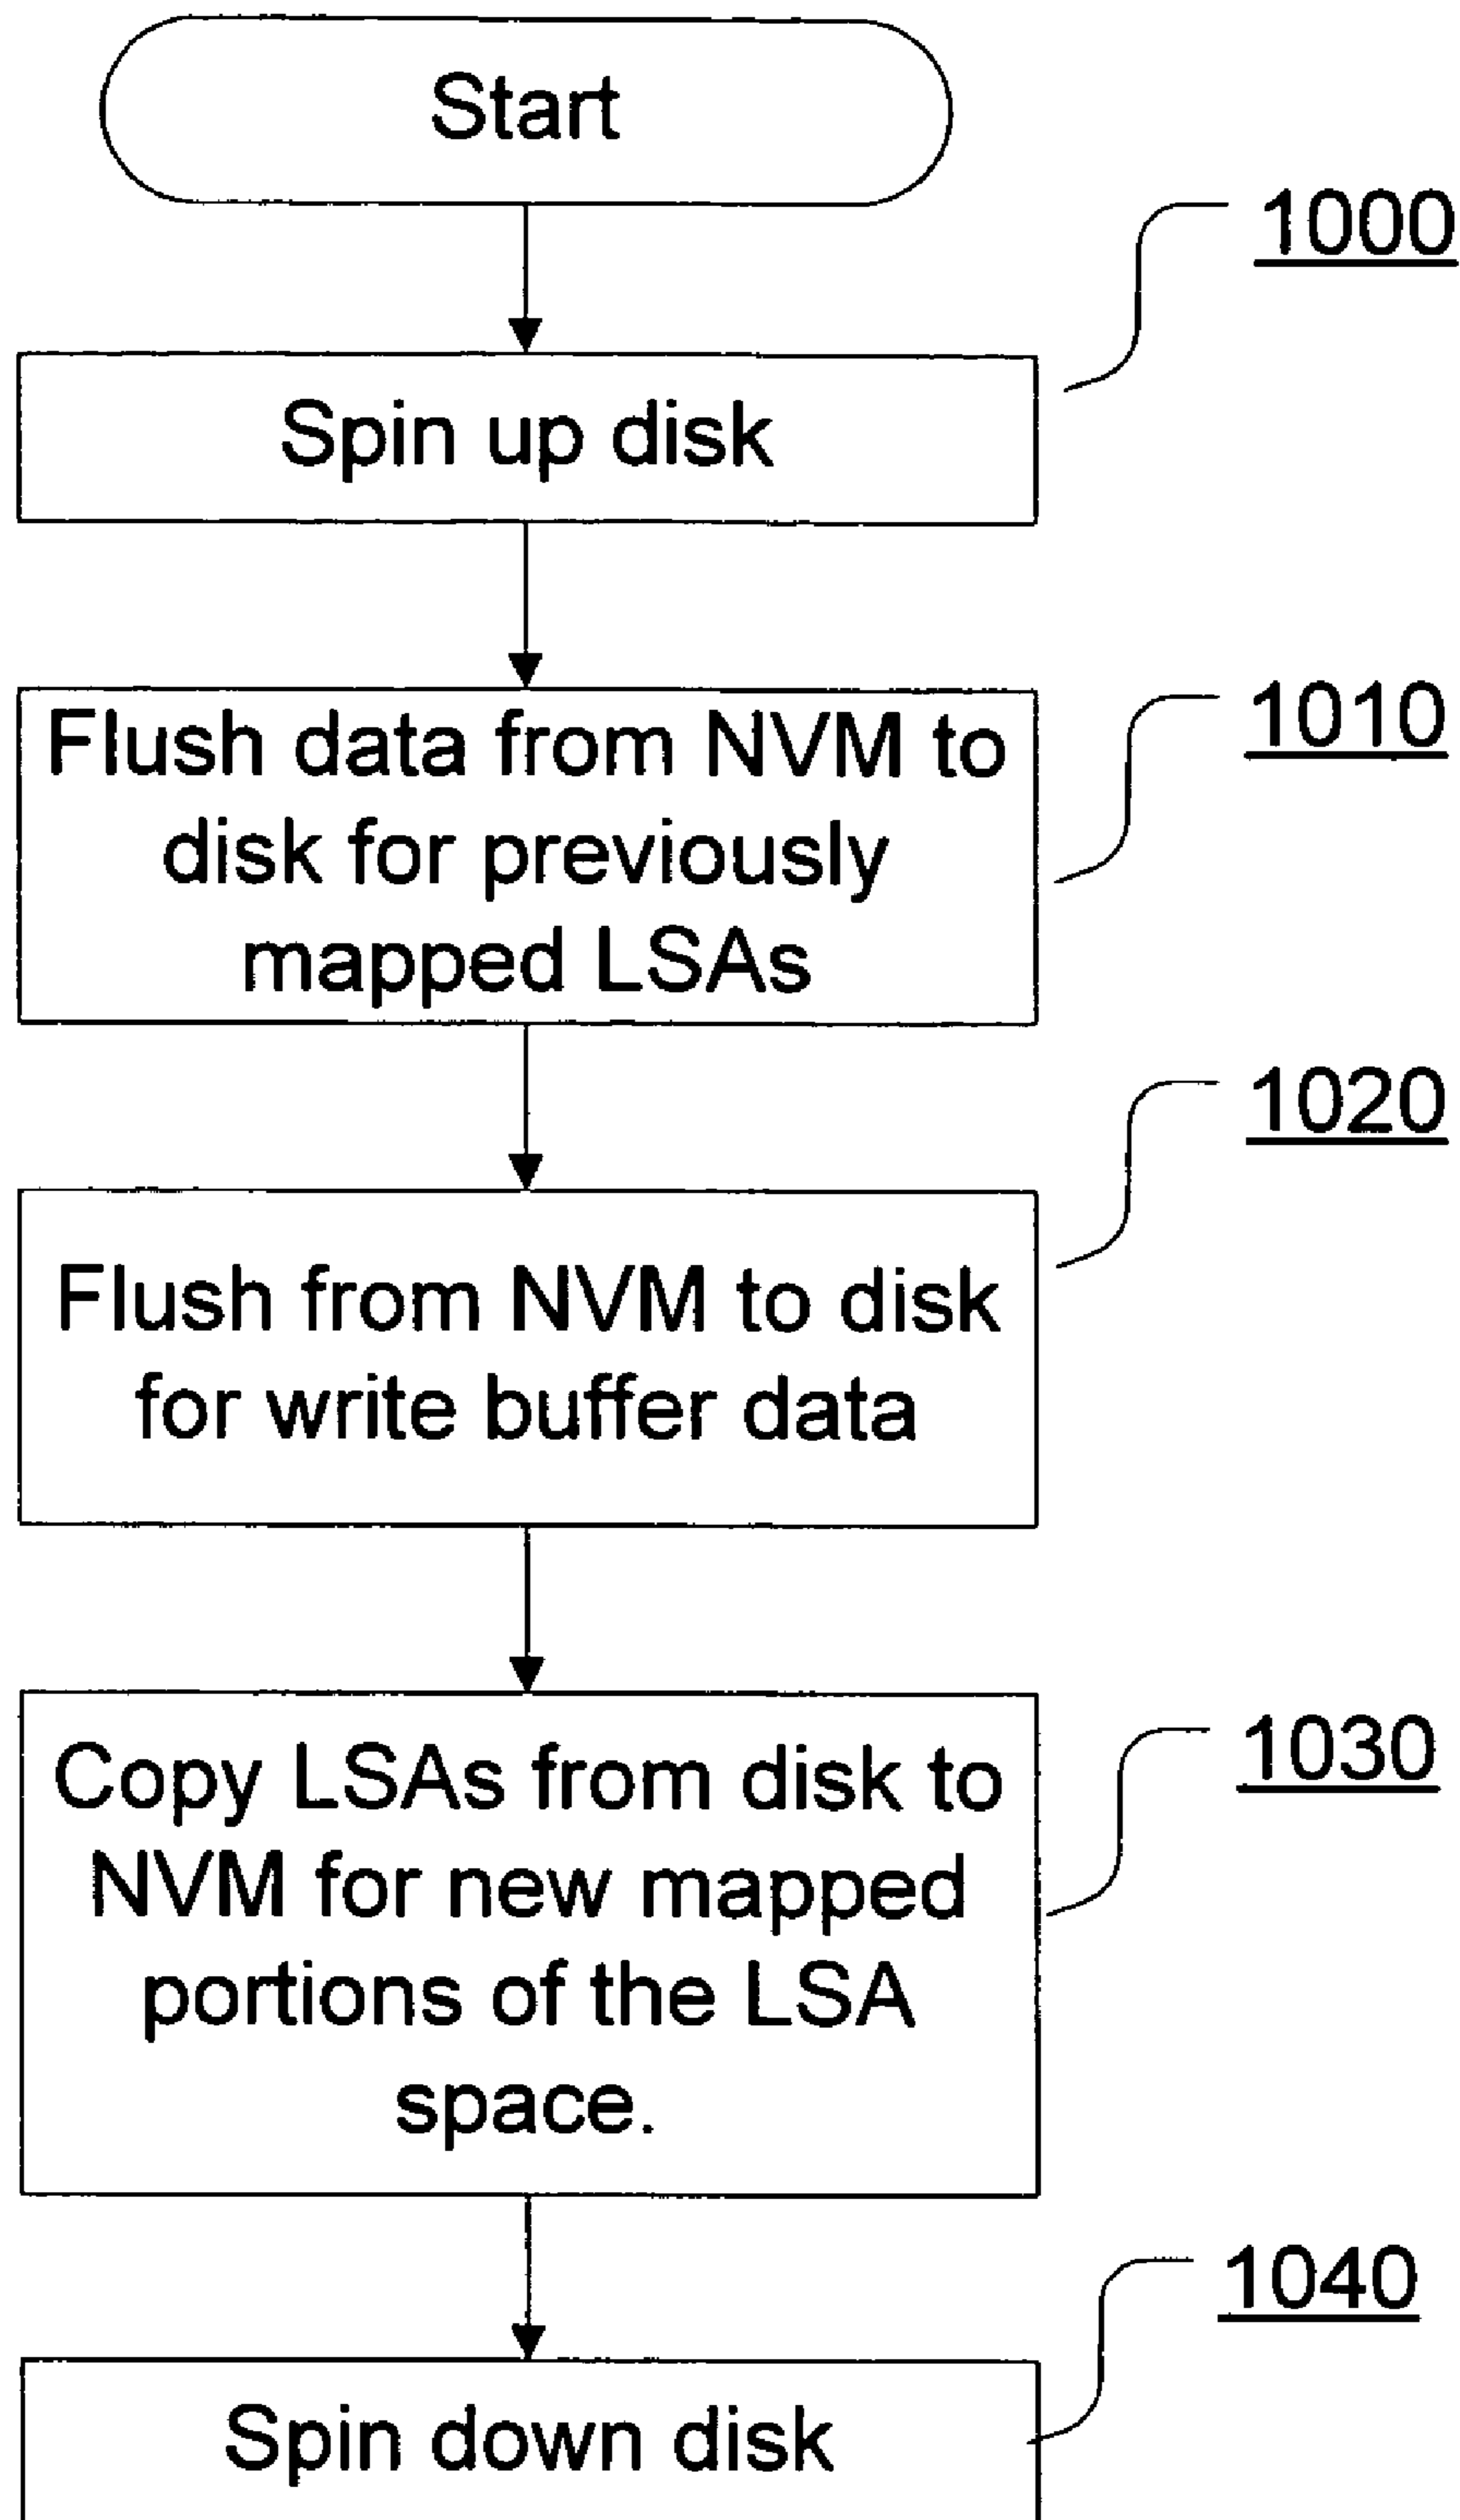 Start
1000
Spin up disk
1010
Flush data from NVM to
disk for previously
mapped LSAs
1020
Flush from NVM to disk
for write buffer data
1030
Copy LSAs from disk to
NVM for new mapped
portions of the LSA
space.
1040
Spin down disk